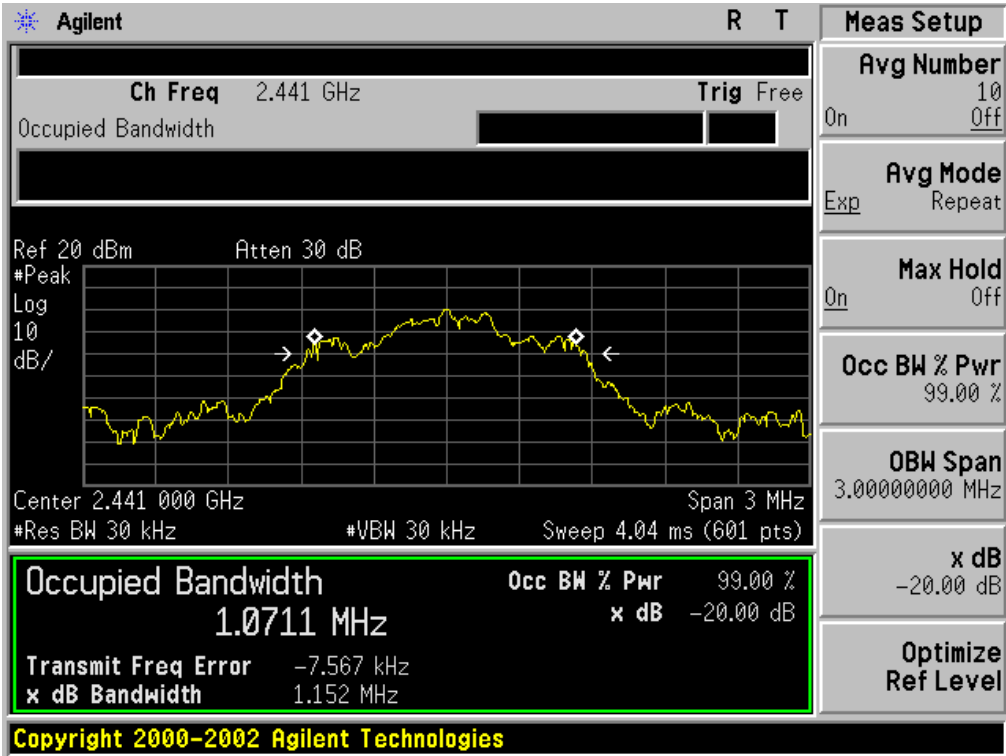 Agilent R T
Ch Freq 2.441 GHz Trig Free
Occupied Bandwidth
Ref 20 dBm Atten 30 dB
#Peak
Log
10
dB/
Center 2.441 000 GHz Span 3 MHz
#Res BW 30 kHz #VBW 30 kHz Sweep 4.04 ms (601 pts)
Occupied Bandwidth Occ BW % Pwr 99.00 %
1.0711 MHz x dB -20.00 dB
Transmit Freq Error -7.567 kHz
x dB Bandwidth 1.152 MHz
Copyright 2000-2002 Agilent Technologies
Meas Setup
Avg Number
10
On Off
Avg Mode
Exp Repeat
Max Hold
On Off
Occ BW % Pwr
99.00 %
OBW Span
3.00000000 MHz
x dB
-20.00 dB
Optimize
Ref Level